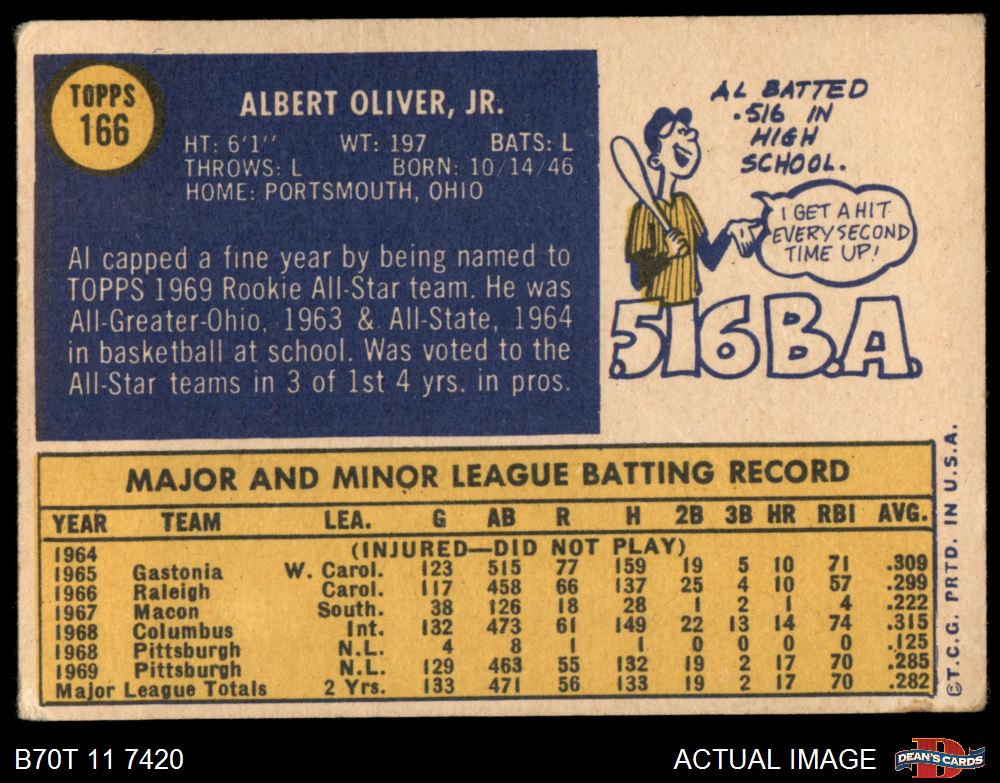 TOPPS
166
ALBERT OLIVER, JR.
HT: 6'1'' WT: 197 BATS: L
THROWS: L BORN: 10/14/46
HOME: PORTSMOUTH, OHIO
Al capped a fine year by being named to
TOPPS 1969 Rookie All-Star team. He was
All-Greater-Ohio, 1963 & All-State, 1964
in basketball at school. Was voted to the
All-Star teams in 3 of 1st 4 yrs. in pros.
AL BATTED
.516 IN
HIGH
SCHOOL.
I GET A HIT
EVERY SECOND
TIME UP!
.516 B.A.
MAJOR AND MINOR LEAGUE BATTING RECORD
YEAR TEAM LEA. G AB R H 2B 3B HR RBI AVG.
1964 (INJURED—DID NOT PLAY)
1965 Gastonia W. Carol. 123 515 77 159 19 5 10 71 .309
1966 Raleigh Carol. 117 458 66 137 25 4 10 57 .299
1967 Macon South. 38 126 18 28 1 2 1 4 .222
1968 Columbus Int. 132 473 61 149 22 13 14 74 .315
1968 Pittsburgh N.L. 4 8 1 1 0 0 0 0 .125
1969 Pittsburgh N.L. 129 463 55 132 19 2 17 70 .285
Major League Totals 2 Yrs. 133 471 56 133 19 2 17 70 .282
©T.C.G. PRTD. IN U.S.A.
B70T 11 7420
ACTUAL IMAGE
D
DEAN'S CARDS